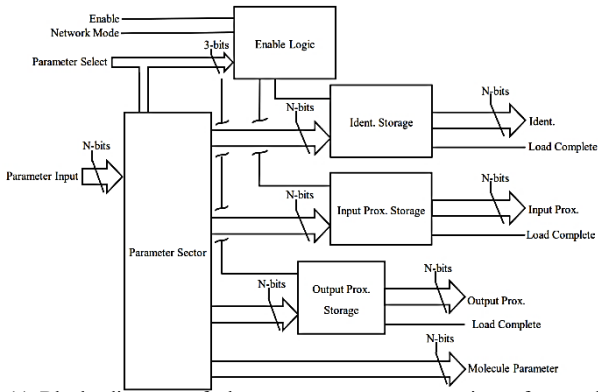 Enable
Network Mode
Enable Logic
3-bits
Parameter Select
N-bits
N-bits
Ident. Storage
Ident.
N-bits
Load Complete
Parameter Input
N-bits
N-bits
Input Prox. Storage
Input Prox.
Load Complete
Parameter Sector
N-bits
N-bits
Output Prox.
Storage
Output Prox.
Load Complete
N-bits
Molecule Parameter